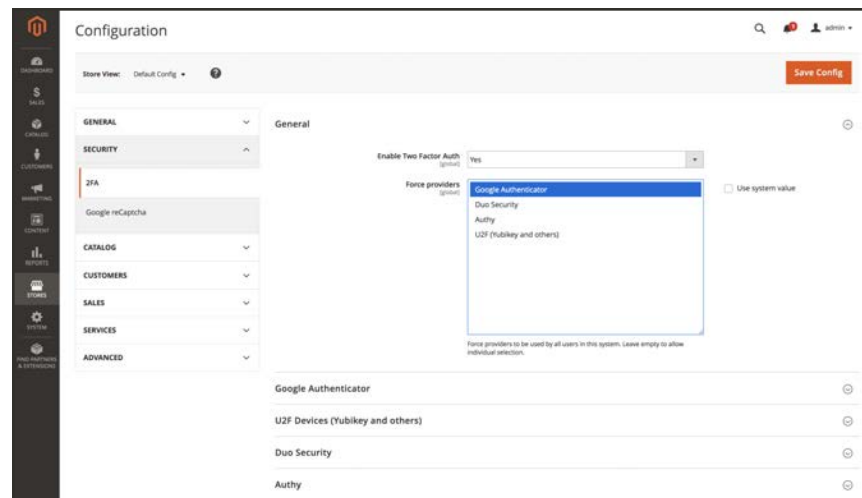 Configuration
admin
Store View: Default Config
?
Save Config
DASHBOARD
$
SALES
CATALOG
CUSTOMERS
MARKETING
CONTENT
REPORTS
STORES
SYSTEM
FIND PARTNERS
& EXTENSIONS
GENERAL
SECURITY
2FA
Google reCaptcha
CATALOG
CUSTOMERS
SALES
SERVICES
ADVANCED
General
Enable Two Factor Auth
[global]
Yes
Force providers
[global]
Google Authenticator
Duo Security
Authy
U2F (Yubikey and others)
Use system value
Force providers to be used by all users in this system. Leave empty to allow
individual selection.
Google Authenticator
U2F Devices (Yubikey and others)
Duo Security
Authy